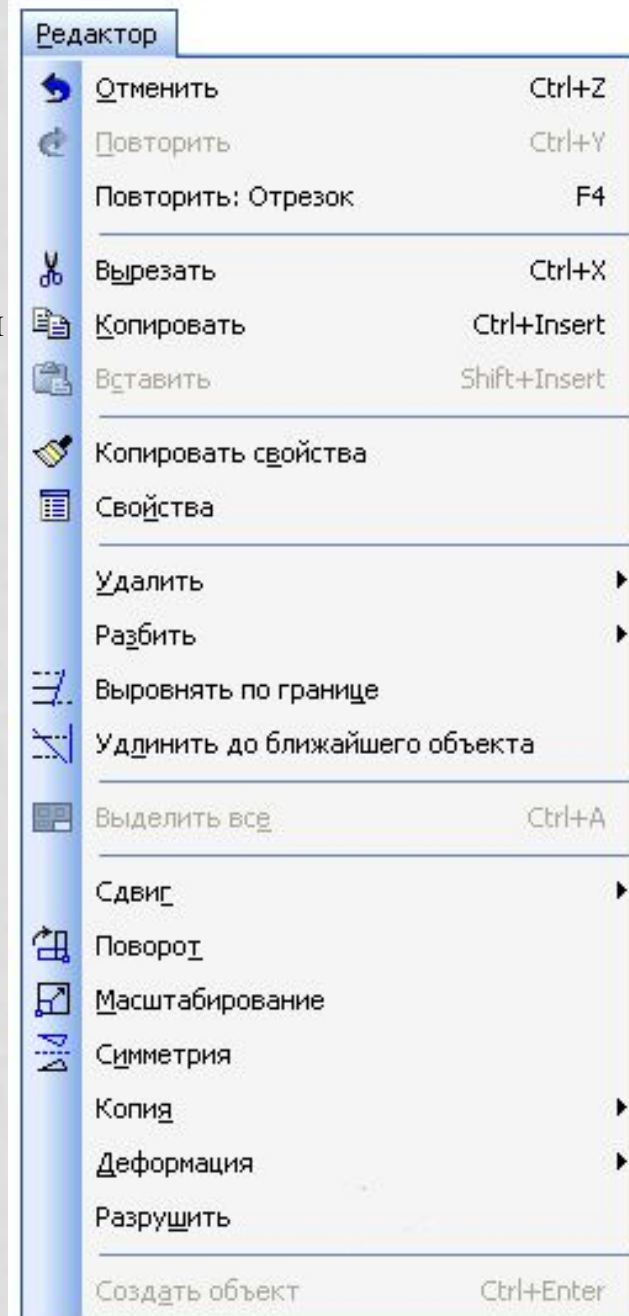 Редактор
Отменить Ctrl+Z
Повторить Ctrl+Y
Повторить: Отрезок F4
Вырезать Ctrl+X
Копировать Ctrl+Insert
Вставить Shift+Insert
Копировать свойства
Свойства
Удалить
Разбить
Выровнять по границе
Удлинить до ближайшего объекта
Выделить все Ctrl+A
Сдвиг
Поворот
Масштабирование
Симметрия
Копия
Деформация
Разрушить
Создать объект Ctrl+Enter